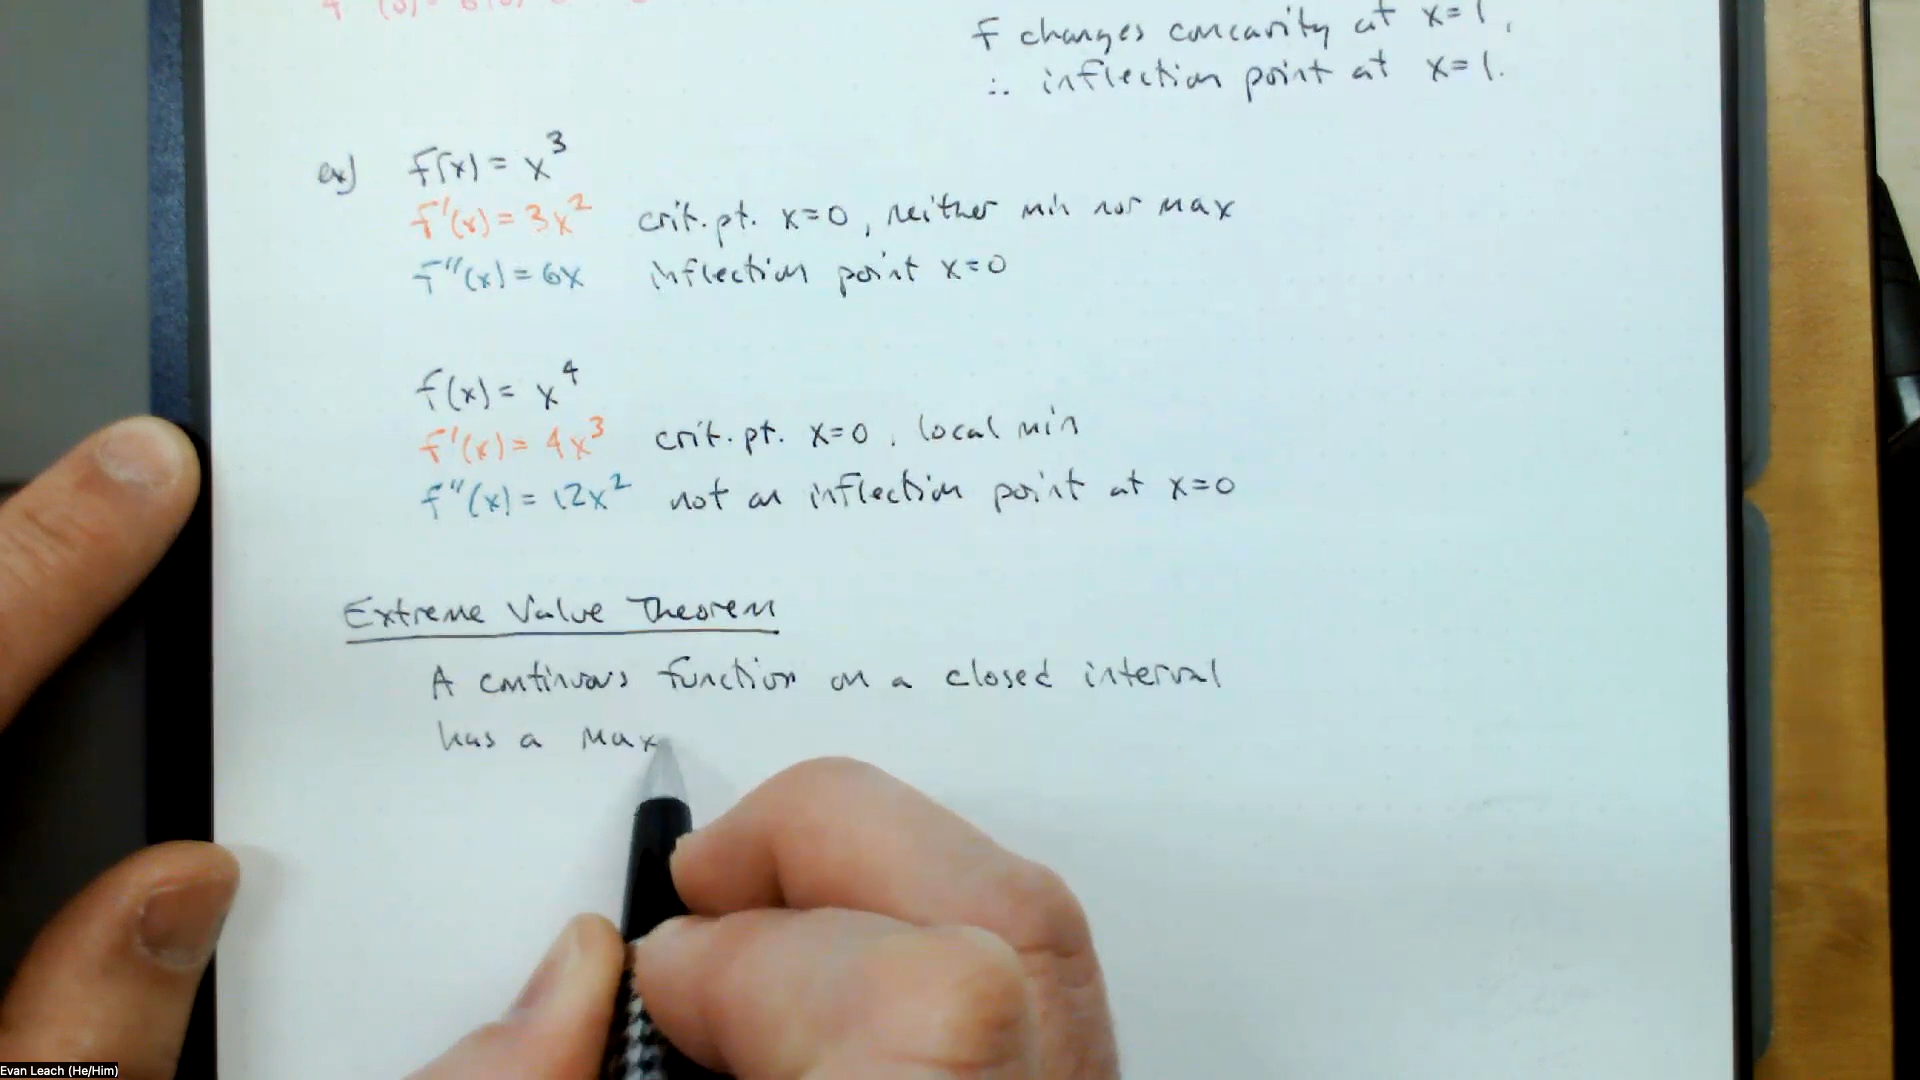 f changes concavity at x=1.
∴ inflection point at x=1.
ex) f(x) = x³
f'(x) = 3x² crit. pt. x=0, neither min nor max
f''(x) = 6x inflection point x=0
f(x) = x⁴
f'(x) = 4x³ crit. pt. x=0, local min
f''(x) = 12x² not an inflection point at x=0
Extreme Value Theorem
A continuous function on a closed interval
has a max
Evan Leach (He/Him)